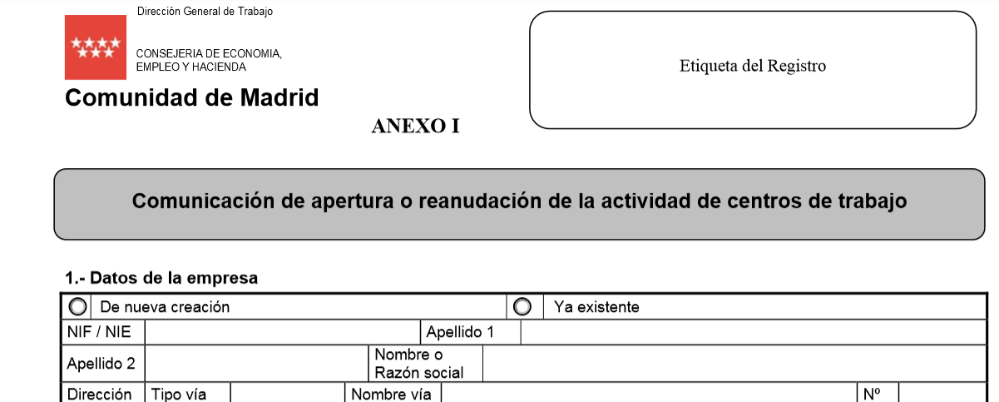 Dirección General de Trabajo
CONSEJERIA DE ECONOMIA,
EMPLEO Y HACIENDA
Comunidad de Madrid
Etiqueta del Registro
ANEXO I
Comunicación de apertura o reanudación de la actividad de centros de trabajo
1.- Datos de la empresa
De nueva creación Ya existente
NIF / NIE Apellido 1
Apellido 2 Nombre o
Razón social
Dirección Tipo vía Nombre vía Nº